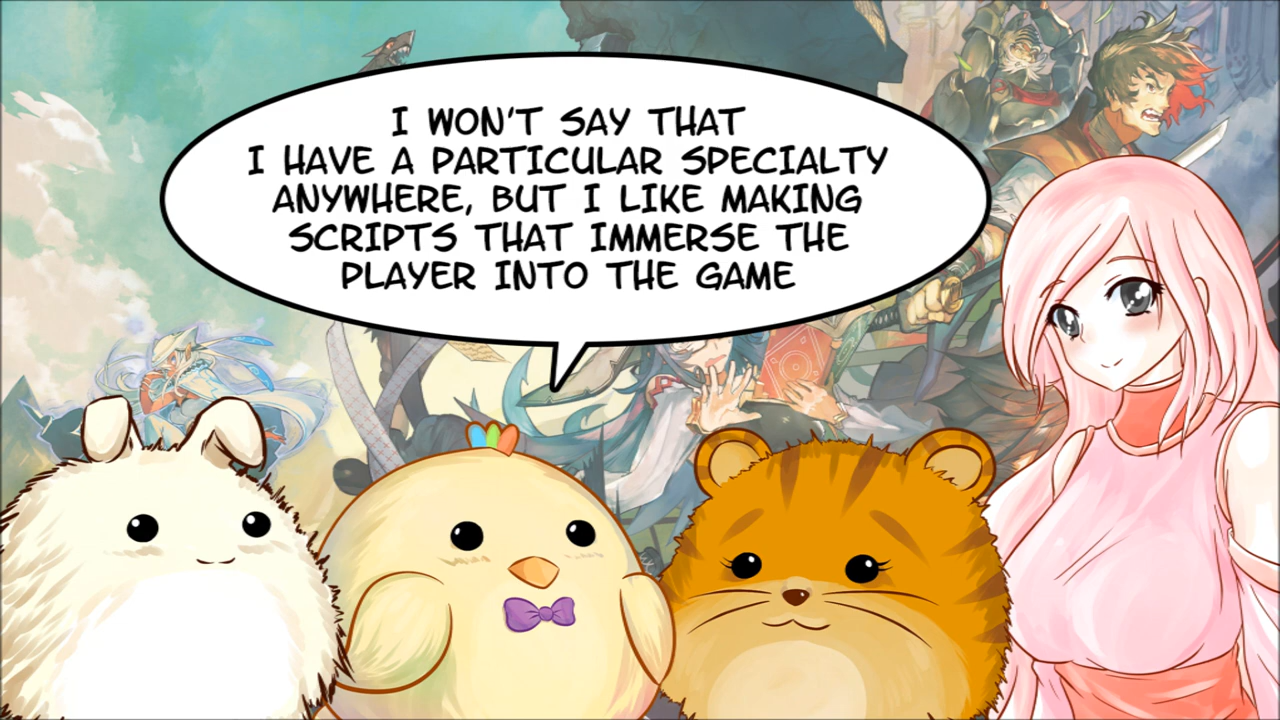 I WON'T SAY THAT
I HAVE A PARTICULAR SPECIALTY
ANYWHERE, BUT I LIKE MAKING
SCRIPTS THAT IMMERSE THE
PLAYER INTO THE GAME